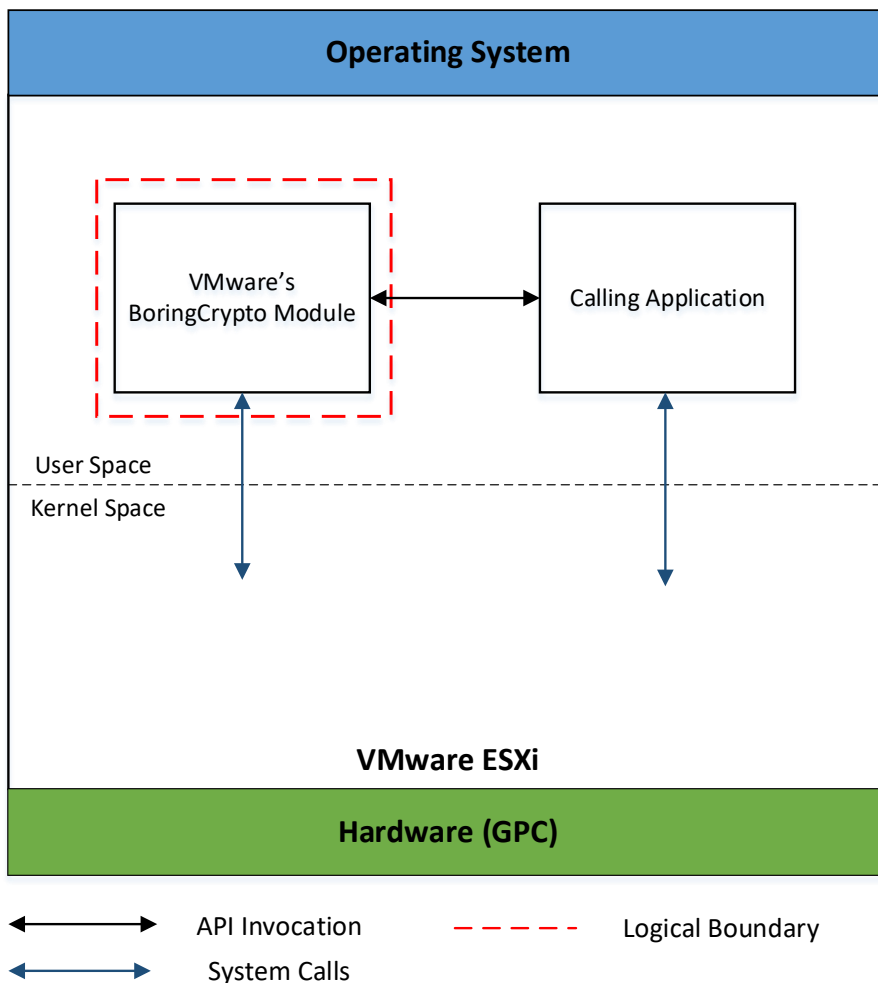 Operating System
VMware’s
BoringCrypto Module
Calling Application
User Space
Kernel Space
VMware ESXi
Hardware (GPC)
API Invocation
Logical Boundary
System Calls